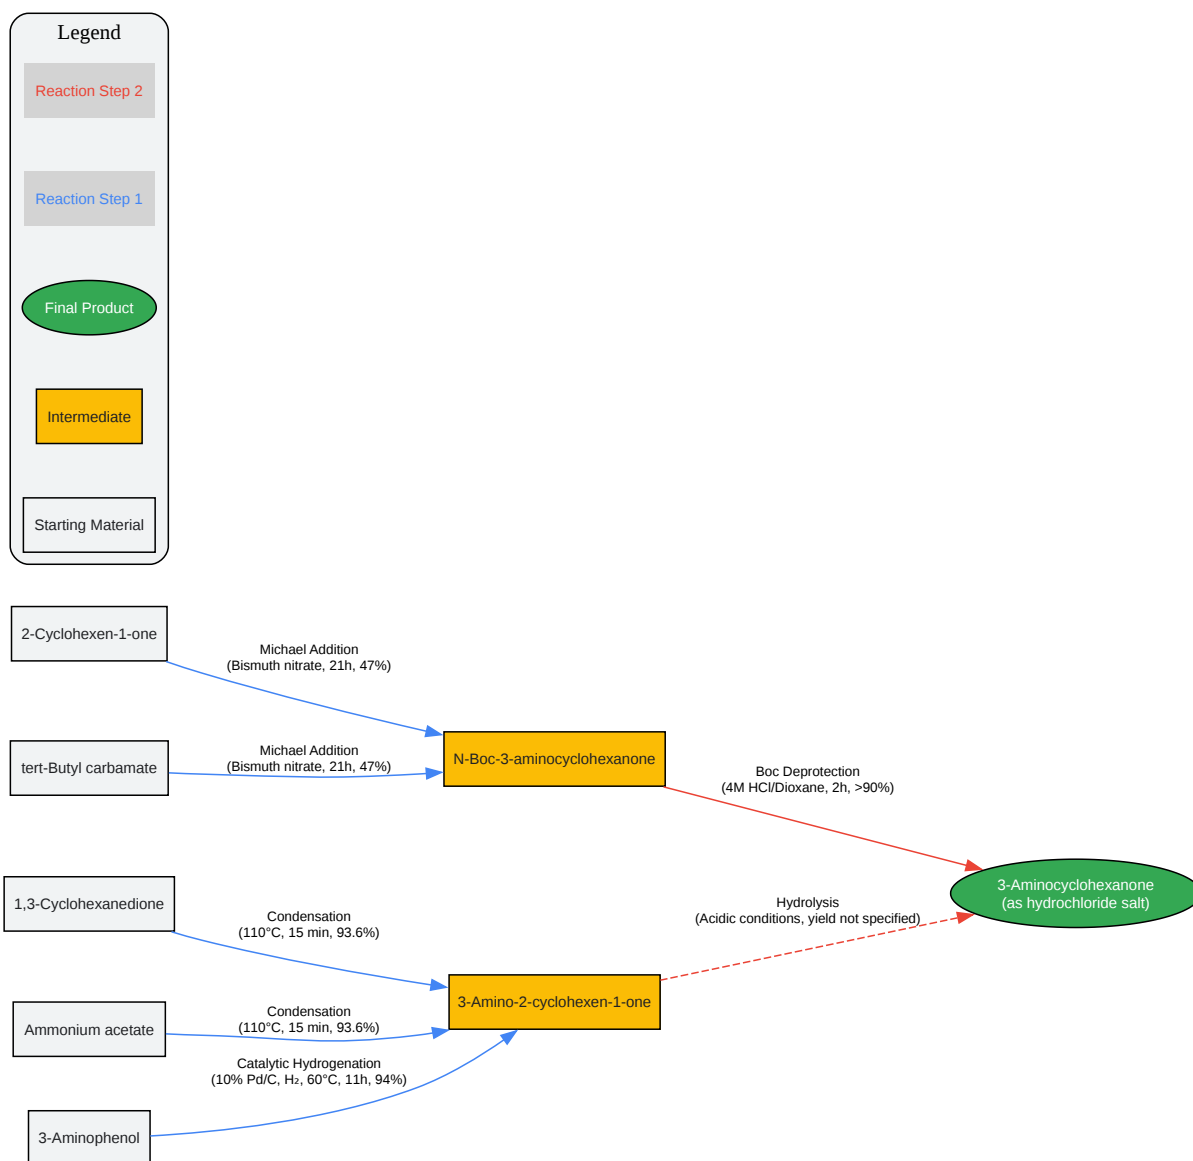 Legend
Reaction Step 2
Reaction Step 1
Final Product
Intermediate
Starting Material
2-Cyclohexen-1-one
Michael Addition
(Bismuth nitrate, 21h, 47%)
tert-Butyl carbamate
Michael Addition
(Bismuth nitrate, 21h, 47%)
N-Boc-3-aminocyclohexanone
Boc Deprotection
(4M HCl/Dioxane, 2h, >90%)
1,3-Cyclohexanedione
Condensation
(110°C, 15 min, 93.6%)
Hydrolysis
(Acidic conditions, yield not specified)
3-Aminocyclohexanone
(as hydrochloride salt)
3-Amino-2-cyclohexen-1-one
Ammonium acetate
Condensation
(110°C, 15 min, 93.6%)
Catalytic Hydrogenation
(10% Pd/C, H₂, 60°C, 11h, 94%)
3-Aminophenol